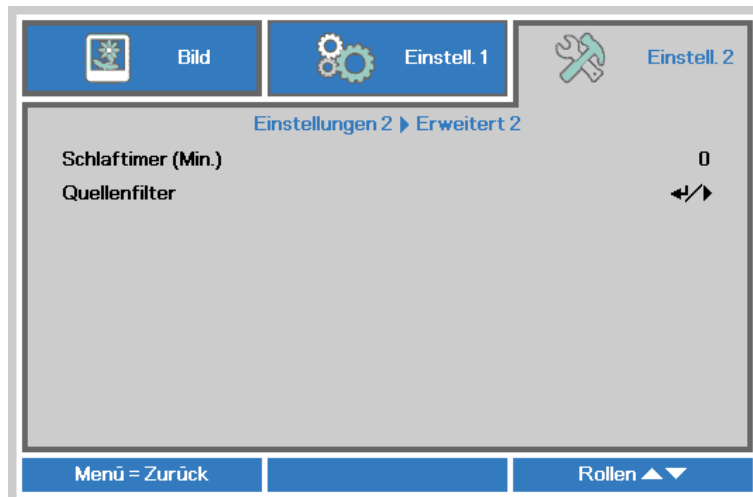 Bild
Einstell. 1
Einstell. 2
Einstellungen 2 ▶ Erweitert 2
Schlaftimer (Min.) 0
Quellenfilter ↵/▶
Menü = Zurück
Rollen ▲▼